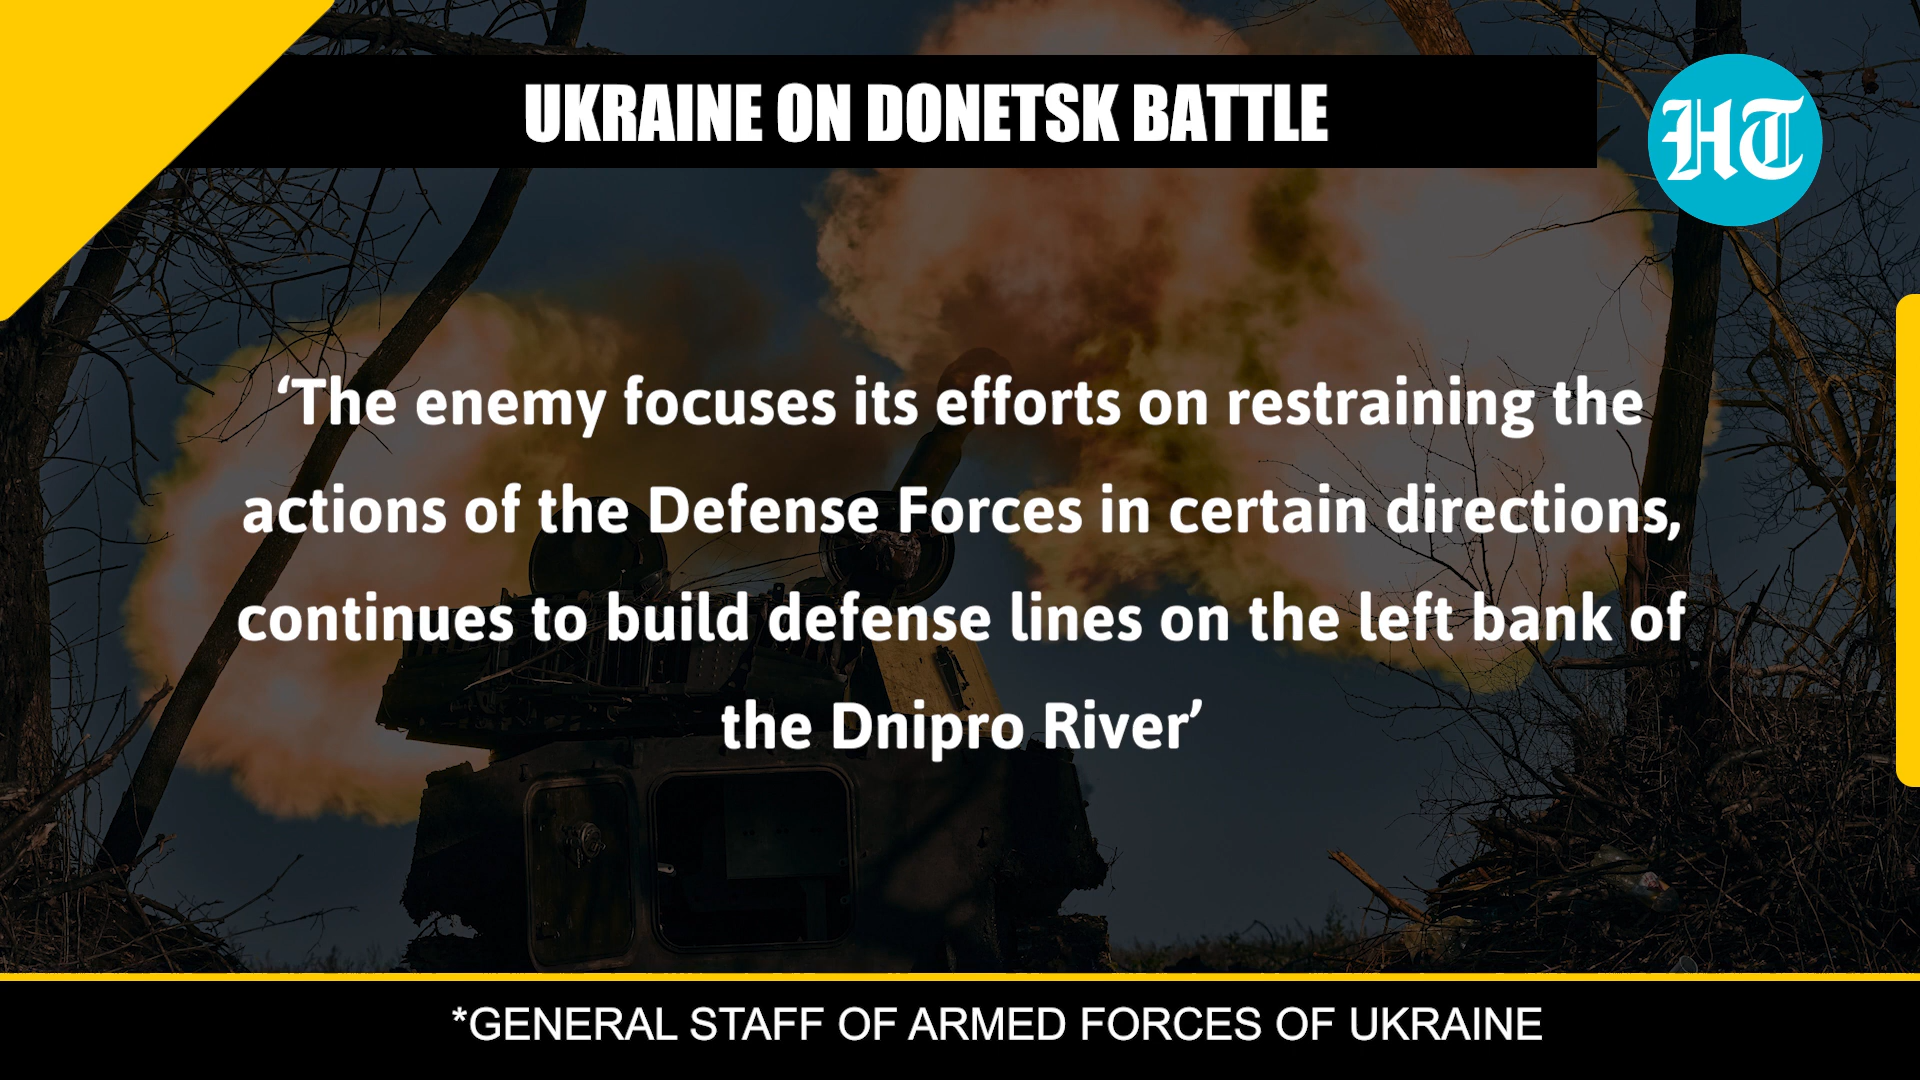 UKRAINE ON DONETSK BATTLE
HT
‘The enemy focuses its efforts on restraining the
actions of the Defense Forces in certain directions,
continues to build defense lines on the left bank of
the Dnipro River’
*GENERAL STAFF OF ARMED FORCES OF UKRAINE